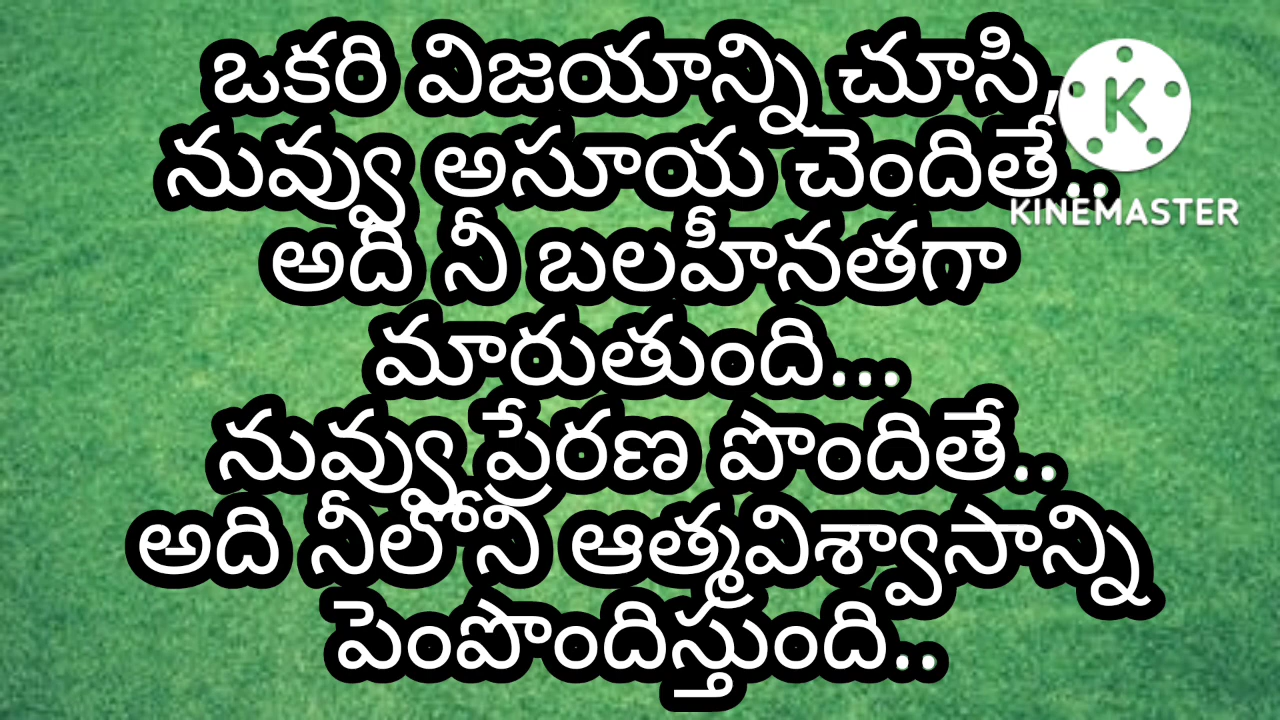 ఒకరి విజయాన్ని చూసి,
నువ్వు అసూయ చెందితే..
అది నీ బలహీనతగా
మారుతుంది...
నువ్వు ప్రేరణ పొందితే..
అది నీలోని ఆత్మవిశ్వాసాన్ని
పెంపొందిస్తుంది..
K
KINEMASTER